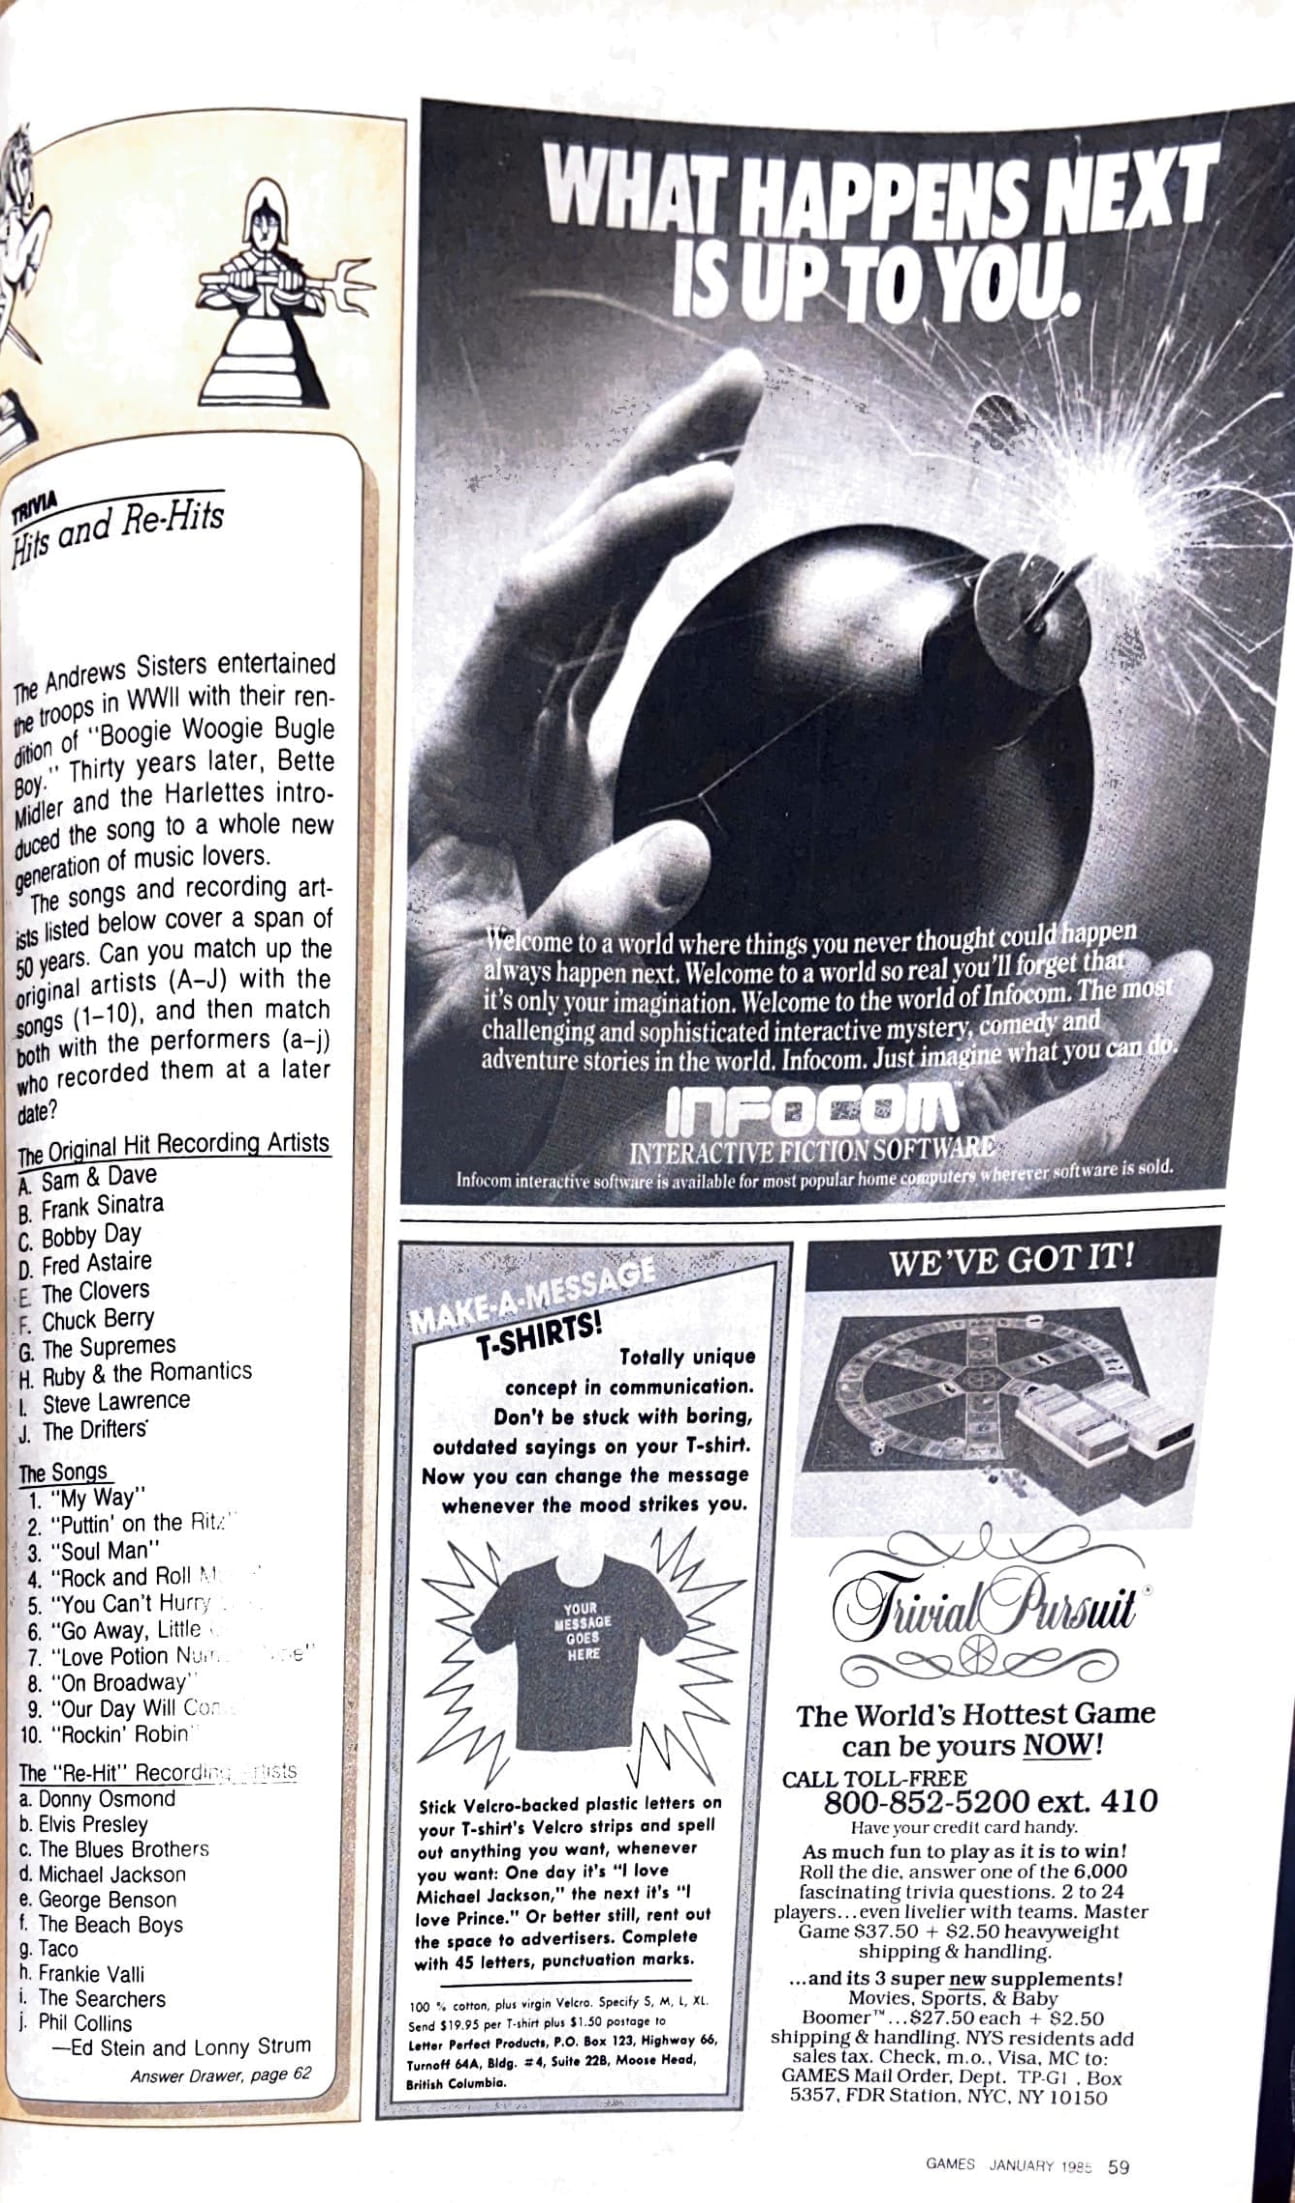 TRIVIA
Hits and Re-Hits
The Andrews Sisters entertained
the troops in WWII with their ren-
dition of "Boogie Woogie Bugle
Boy." Thirty years later, Bette
Midler and the Harlettes intro-
duced the song to a whole new
generation of music lovers.
The songs and recording art-
ists listed below cover a span of
50 years. Can you match up the
original artists (A–J) with the
songs (1–10), and then match
both with the performers (a–j)
who recorded them at a later
date?
The Original Hit Recording Artists
A. Sam & Dave
B. Frank Sinatra
C. Bobby Day
D. Fred Astaire
E. The Clovers
F. Chuck Berry
G. The Supremes
H. Ruby & the Romantics
I. Steve Lawrence
J. The Drifters
The Songs
1. "My Way"
2. "Puttin' on the Ritz"
3. "Soul Man"
4. "Rock and Roll
5. "You Can't Hurry
6. "Go Away, Little
7. "Love Potion
8. "On Broadway"
9. "Our Day Will
10. "Rockin' Robin"
The "Re-Hit" Recording Artists
a. Donny Osmond
b. Elvis Presley
c. The Blues Brothers
d. Michael Jackson
e. George Benson
f. The Beach Boys
g. Taco
h. Frankie Valli
i. The Searchers
j. Phil Collins
—Ed Stein and Lonny Strum
Answer Drawer, page 62
WHAT HAPPENS NEXT
IS UP TO YOU.
Welcome to a world where things you never thought could happen
always happen next. Welcome to a world so real you'll forget that
it's only your imagination. Welcome to the world of Infocom. The most
challenging and sophisticated interactive mystery, comedy and
adventure stories in the world. Infocom. Just imagine what you can do.
INFOCOM™
INTERACTIVE FICTION SOFTWARE
Infocom interactive software is available for most popular home computers wherever software is sold.
MAKE-A-MESSAGE
T-SHIRTS!
Totally unique
concept in communication.
Don't be stuck with boring,
outdated sayings on your T-shirt.
Now you can change the message
whenever the mood strikes you.
YOUR
MESSAGE
GOES
HERE
Stick Velcro-backed plastic letters on
your T-shirt's Velcro strips and spell
out anything you want, whenever
you want: One day it's "I love
Michael Jackson," the next it's "I
love Prince." Or better still, rent out
the space to advertisers. Complete
with 45 letters, punctuation marks.
100 % cotton, plus virgin Velcro. Specify S, M, L, XL.
Send $19.95 per T-shirt plus $1.50 postage to
Letter Perfect Products, P.O. Box 123, Highway 66,
Turnoff 64A, Bldg. #4, Suite 22B, Moose Head,
British Columbia.
WE'VE GOT IT!
Trivial Pursuit®
The World's Hottest Game
can be yours NOW!
CALL TOLL-FREE
800-852-5200 ext. 410
Have your credit card handy.
As much fun to play as it is to win!
Roll the die, answer one of the 6,000
fascinating trivia questions. 2 to 24
players...even livelier with teams. Master
Game $37.50 + $2.50 heavyweight
shipping & handling.
...and its 3 super new supplements!
Movies, Sports, & Baby
Boomer™...$27.50 each + $2.50
shipping & handling. NYS residents add
sales tax. Check, m.o., Visa, MC to:
GAMES Mail Order, Dept. TP-G1 , Box
5357, FDR Station, NYC, NY 10150
GAMES JANUARY 1985 59